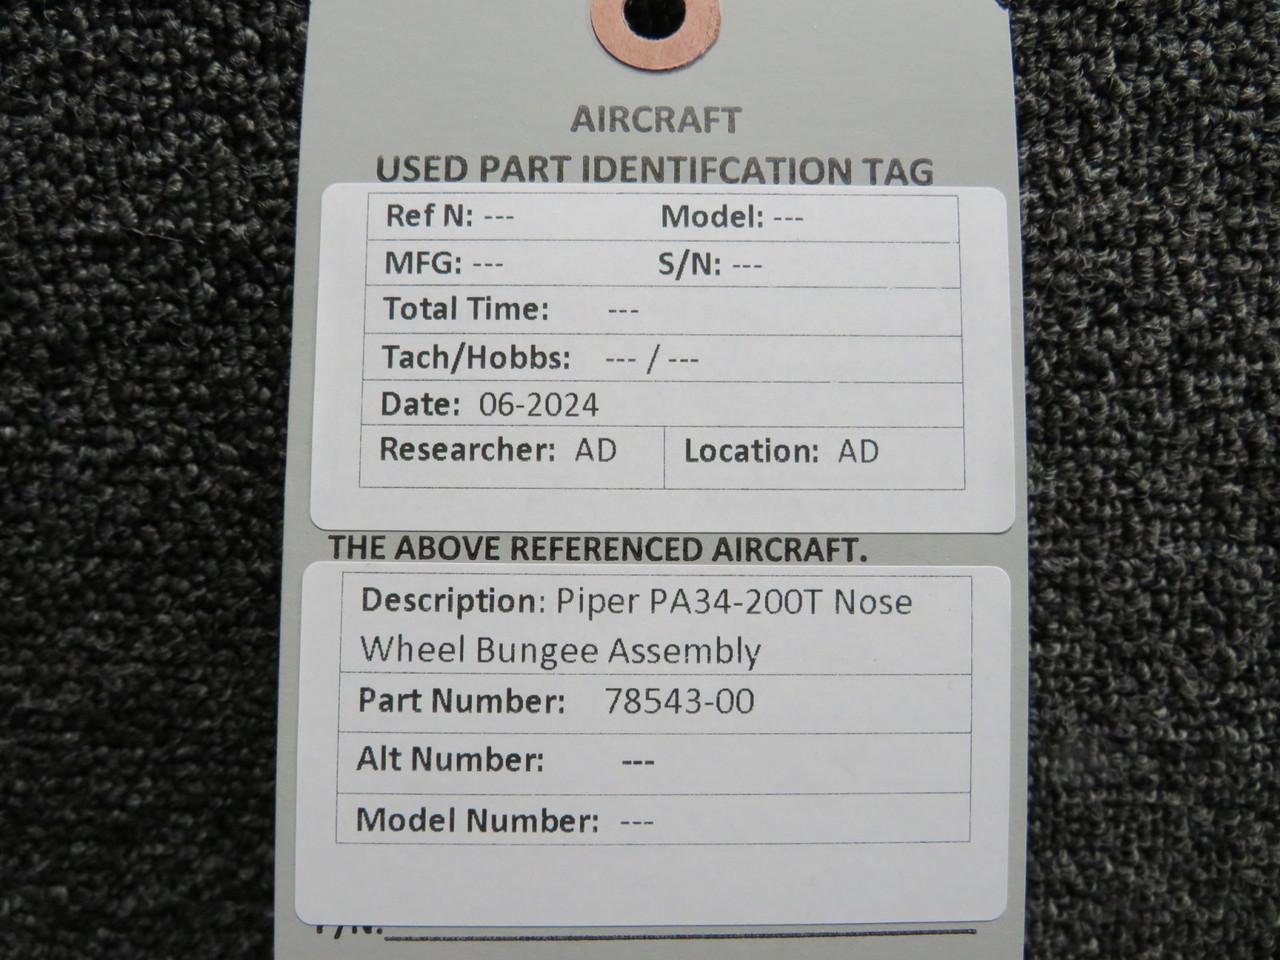 AIRCRAFT
USED PART IDENTIFCATION TAG
Ref N: --- Model: ---
MFG: --- S/N: ---
Total Time: ---
Tach/Hobbs: --- / ---
Date: 06-2024
Researcher: AD Location: AD
THE ABOVE REFERENCED AIRCRAFT.
Description: Piper PA34-200T Nose
Wheel Bungee Assembly
Part Number: 78543-00
Alt Number: ---
Model Number: ---
P/N: